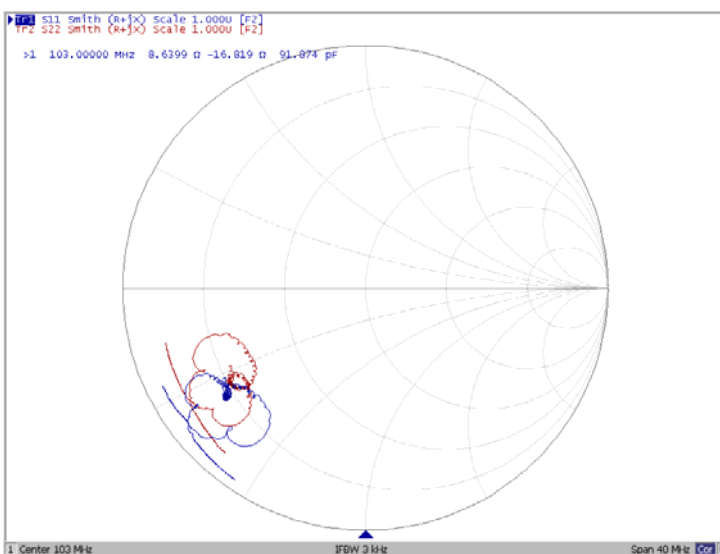 Tr1 S11 Smith (R+jX) Scale 1.000U [F2]
Tr2 S22 Smith (R+jX) Scale 1.000U [F2]
>1 103.00000 MHz 8.6399 Ω -16.819 Ω 91.874 pF
1 Center 103 MHz IFBW 3 kHz Span 40 MHz Cor